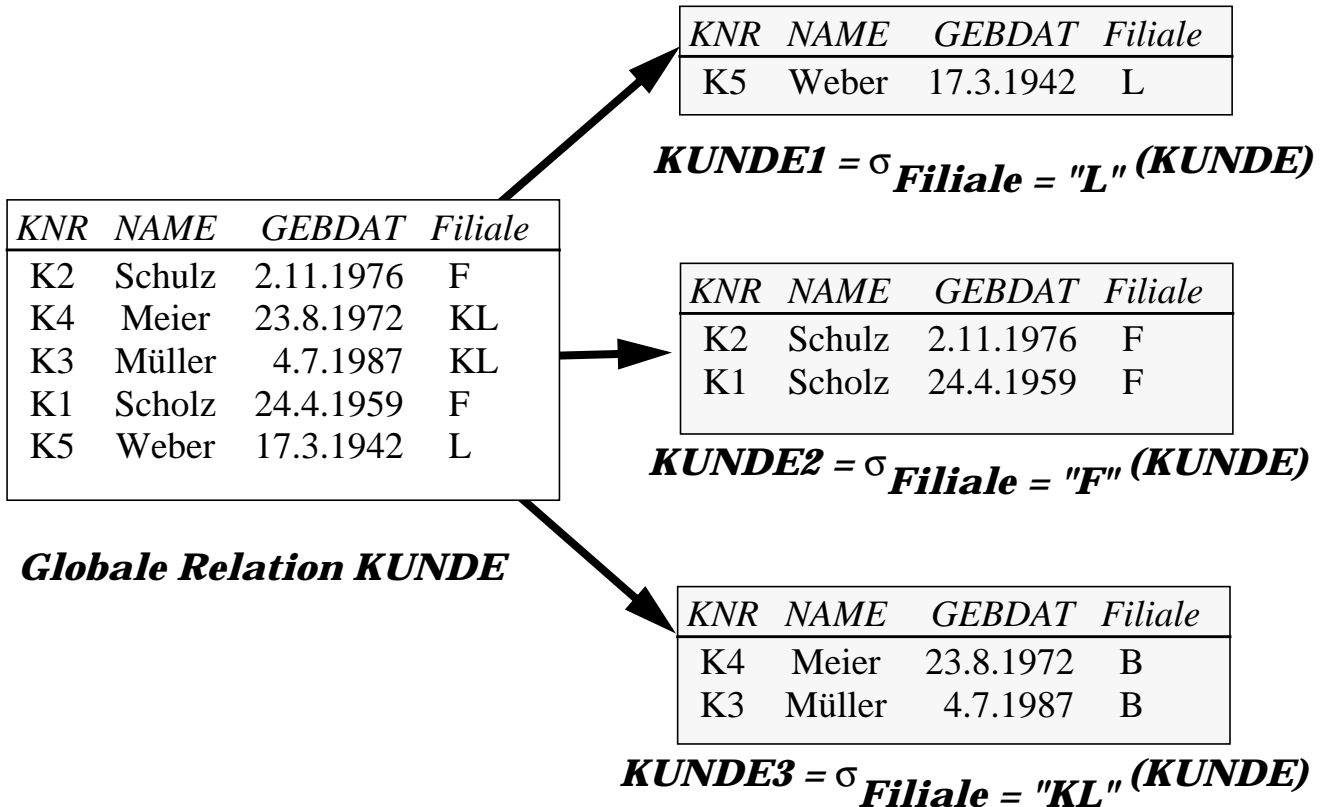 KNR NAME GEBDAT Filiale
K5 Weber 17.3.1942 L
KUNDE1 = σ Filiale = "L" (KUNDE)
KNR NAME GEBDAT Filiale
K2 Schulz 2.11.1976 F
K4 Meier 23.8.1972 KL
K3 Müller 4.7.1987 KL
K1 Scholz 24.4.1959 F
K5 Weber 17.3.1942 L
Globale Relation KUNDE
KNR NAME GEBDAT Filiale
K2 Schulz 2.11.1976 F
K1 Scholz 24.4.1959 F
KUNDE2 = σ Filiale = "F" (KUNDE)
KNR NAME GEBDAT Filiale
K4 Meier 23.8.1972 B
K3 Müller 4.7.1987 B
KUNDE3 = σ Filiale = "KL" (KUNDE)